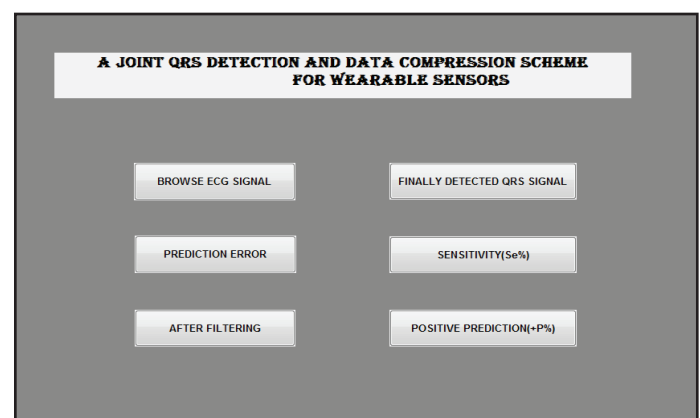 A JOINT QRS DETECTION AND DATA COMPRESSION SCHEME
FOR WEARABLE SENSORS
BROWSE ECG SIGNAL
FINALLY DETECTED QRS SIGNAL
PREDICTION ERROR
SENSITIVITY(Se%)
AFTER FILTERING
POSITIVE PREDICTION(+P%)